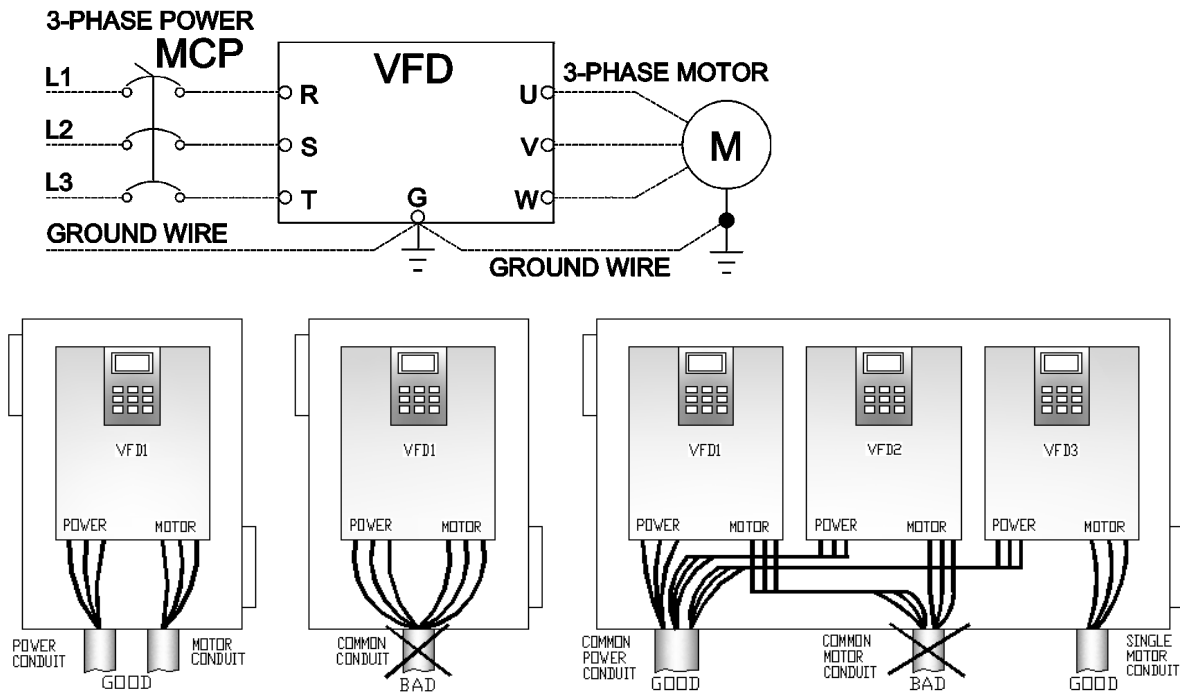 3-PHASE POWER
MCP
VFD
3-PHASE MOTOR
L1
R
U
L2
S
V
M
L3
T
G
W
GROUND WIRE
GROUND WIRE
VFD1
POWER MOTOR
POWER
CONDUIT
MOTOR
CONDUIT
GOOD
VFD1
POWER MOTOR
COMMON
CONDUIT
BAD
VFD1
VFD2
VFD3
POWER MOTOR
POWER MOTOR
POWER MOTOR
COMMON
POWER
CONDUIT
GOOD
COMMON
MOTOR
CONDUIT
BAD
GOOD
SINGLE
MOTOR
CONDUIT